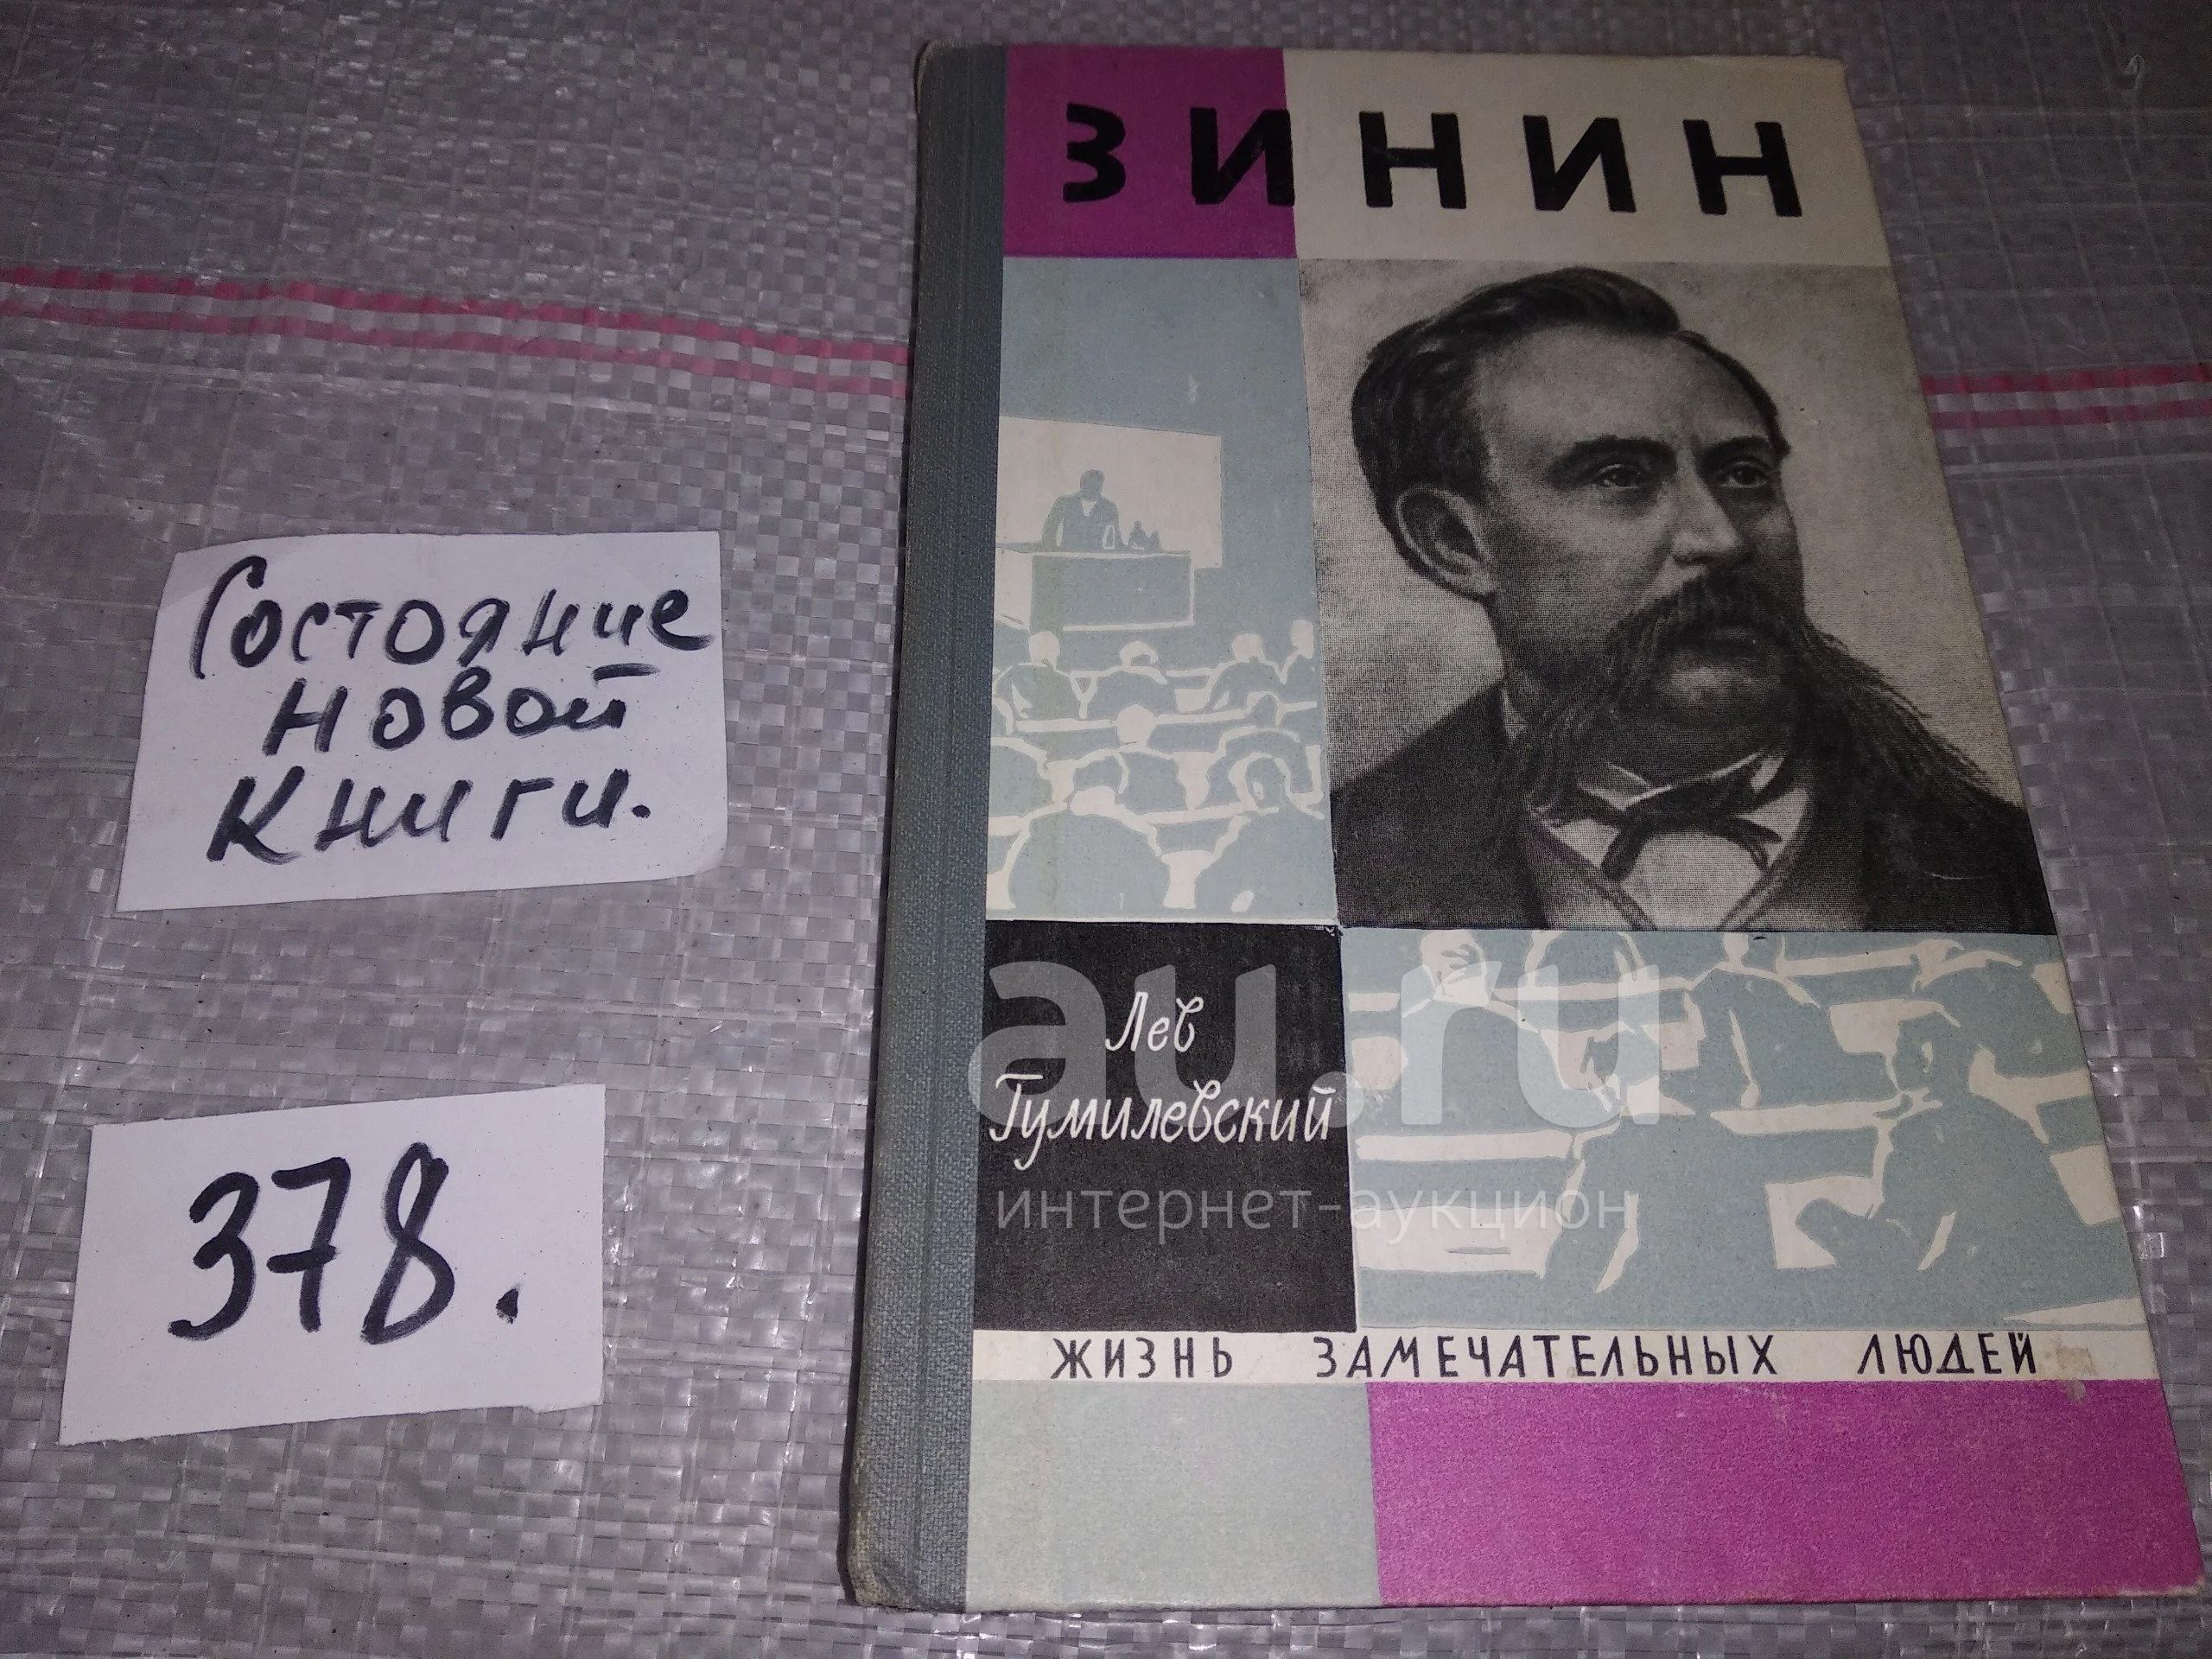 ЗИНИН
Состояние
новой
книги.
378.
Лев
Гумилевский
au.ru
интернет-аукцион
ЖИЗНЬ ЗАМЕЧАТЕЛЬНЫХ ЛЮДЕЙ